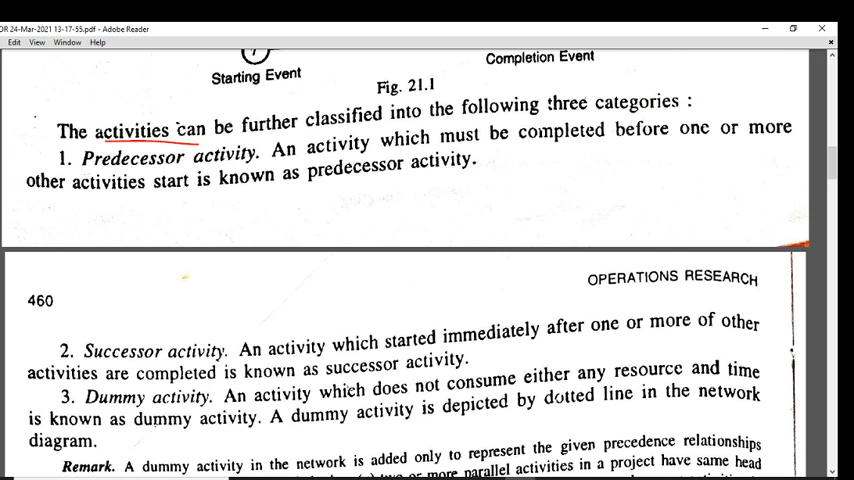 OR 24-Mar-2021 13-17-55.pdf - Adobe Reader
Edit View Window Help
Starting Event
Completion Event
Fig. 21.1
The activities can be further classified into the following three categories :
1. Predecessor activity. An activity which must be completed before one or more
other activities start is known as predecessor activity.
460
OPERATIONS RESEARCH
2. Successor activity. An activity which started immediately after one or more of other
activities are completed is known as successor activity.
3. Dummy activity. An activity which does not consume either any resource and time
is known as dummy activity. A dummy activity is depicted by dotted line in the network
diagram.
Remark. A dummy activity in the network is added only to represent the given precedence relationships
or more parallel activities in a project have same head